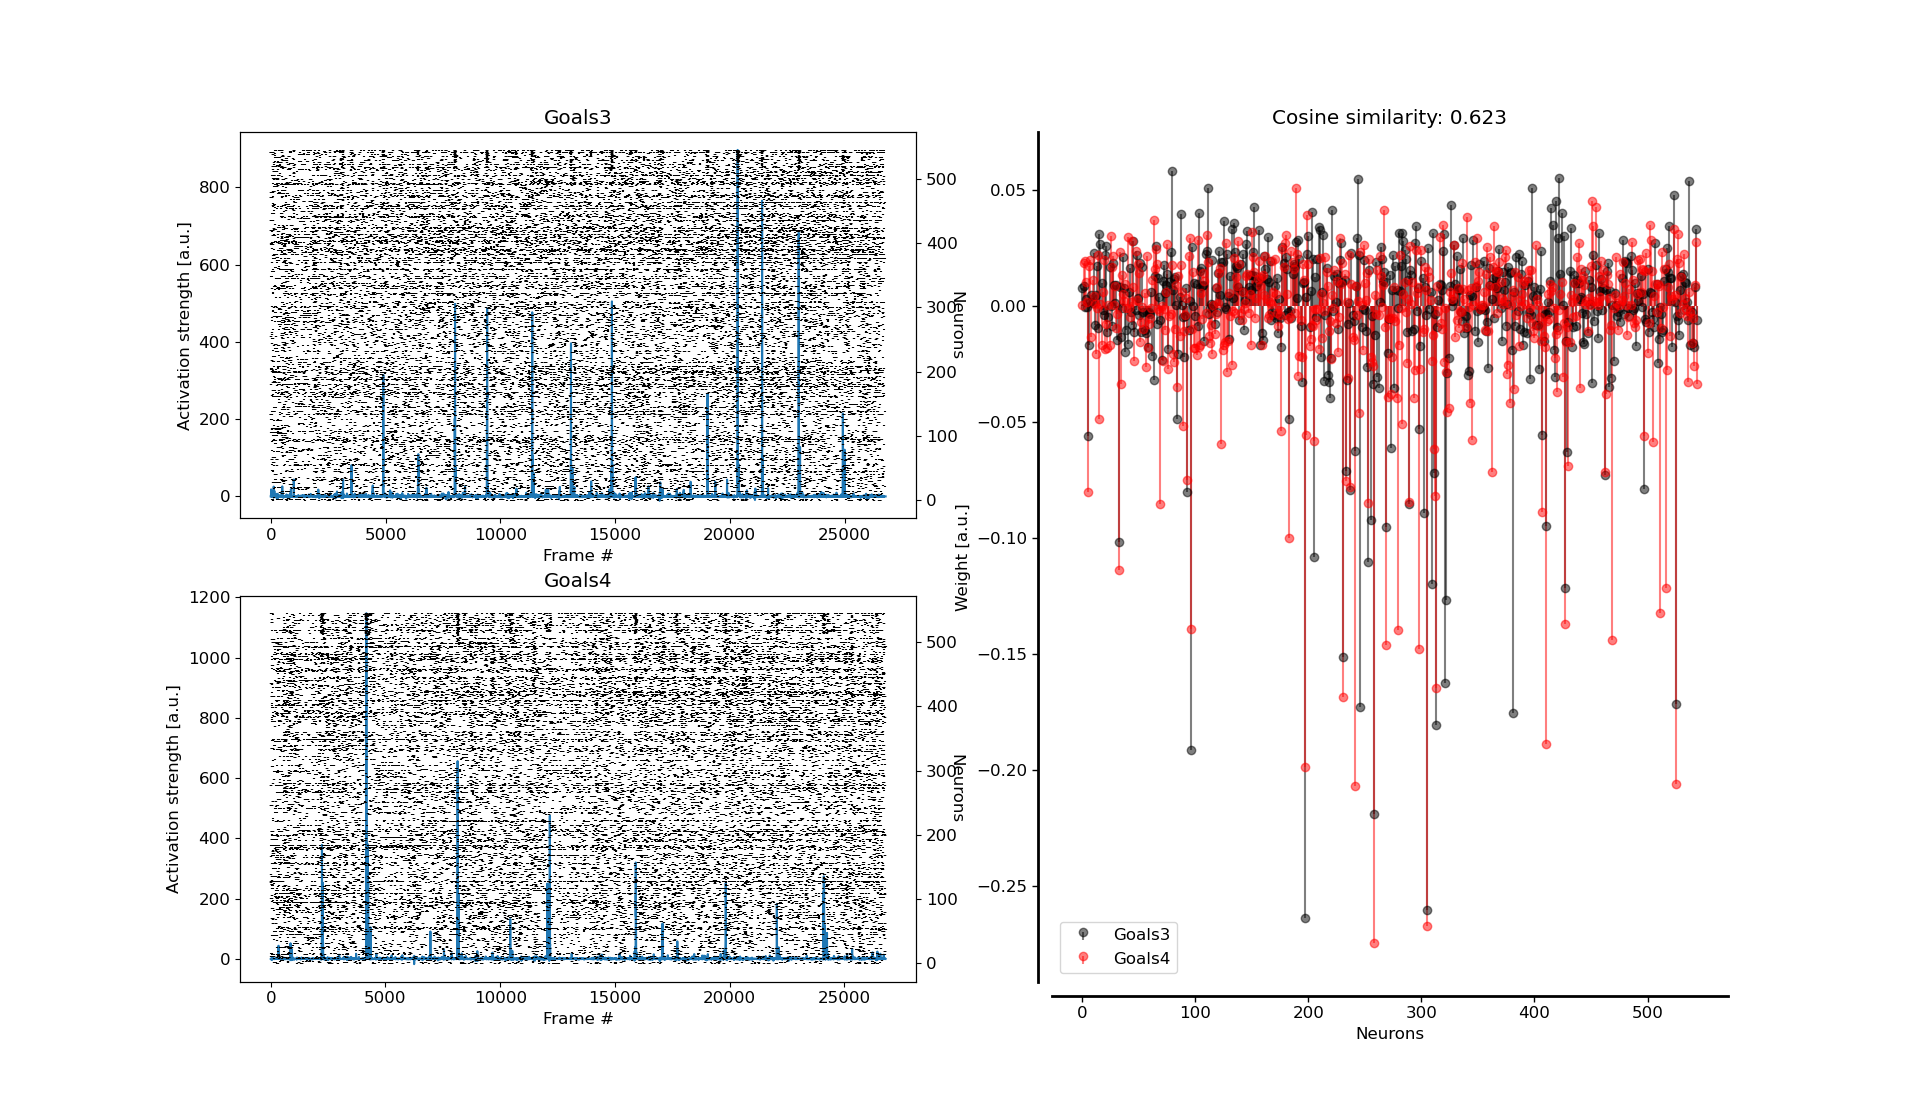 Goals3
Activation strength [a.u.]
800
600
400
200
0
500
400
300
200
100
0
Neurons
0 5000 10000 15000 20000 25000
Frame #
Goals4
Activation strength [a.u.]
1200
1000
800
600
400
200
0
500
400
300
200
100
0
Neurons
0 5000 10000 15000 20000 25000
Frame #
Cosine similarity: 0.623
Weight [a.u.]
0.05
0.00
−0.05
−0.10
−0.15
−0.20
−0.25
Goals3
Goals4
0 100 200 300 400 500
Neurons